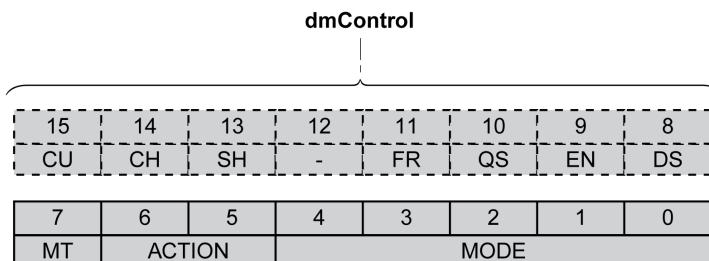 dmControl
15 14 13 12 11 10 9 8
CU CH SH - FR QS EN DS
7 6 5 4 3 2 1 0
MT ACTION MODE